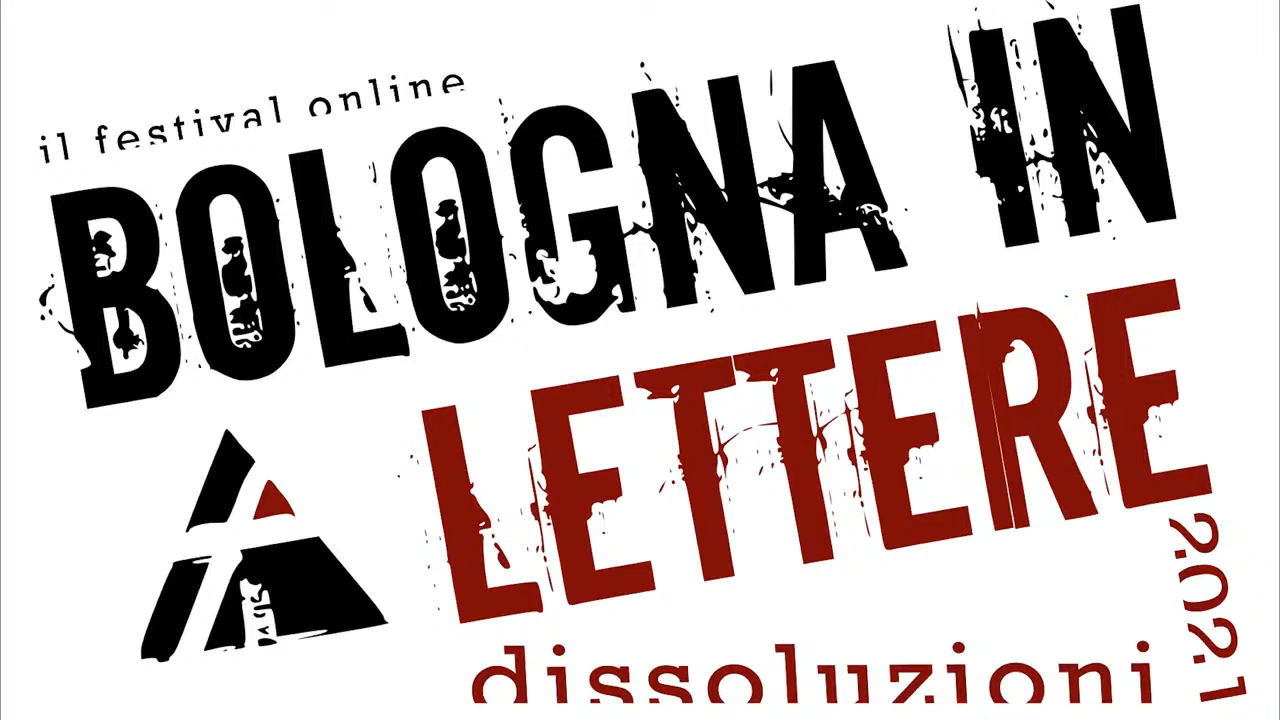 il festival online
BOLOGNA IN
LETTERE
dissoluzioni
2021